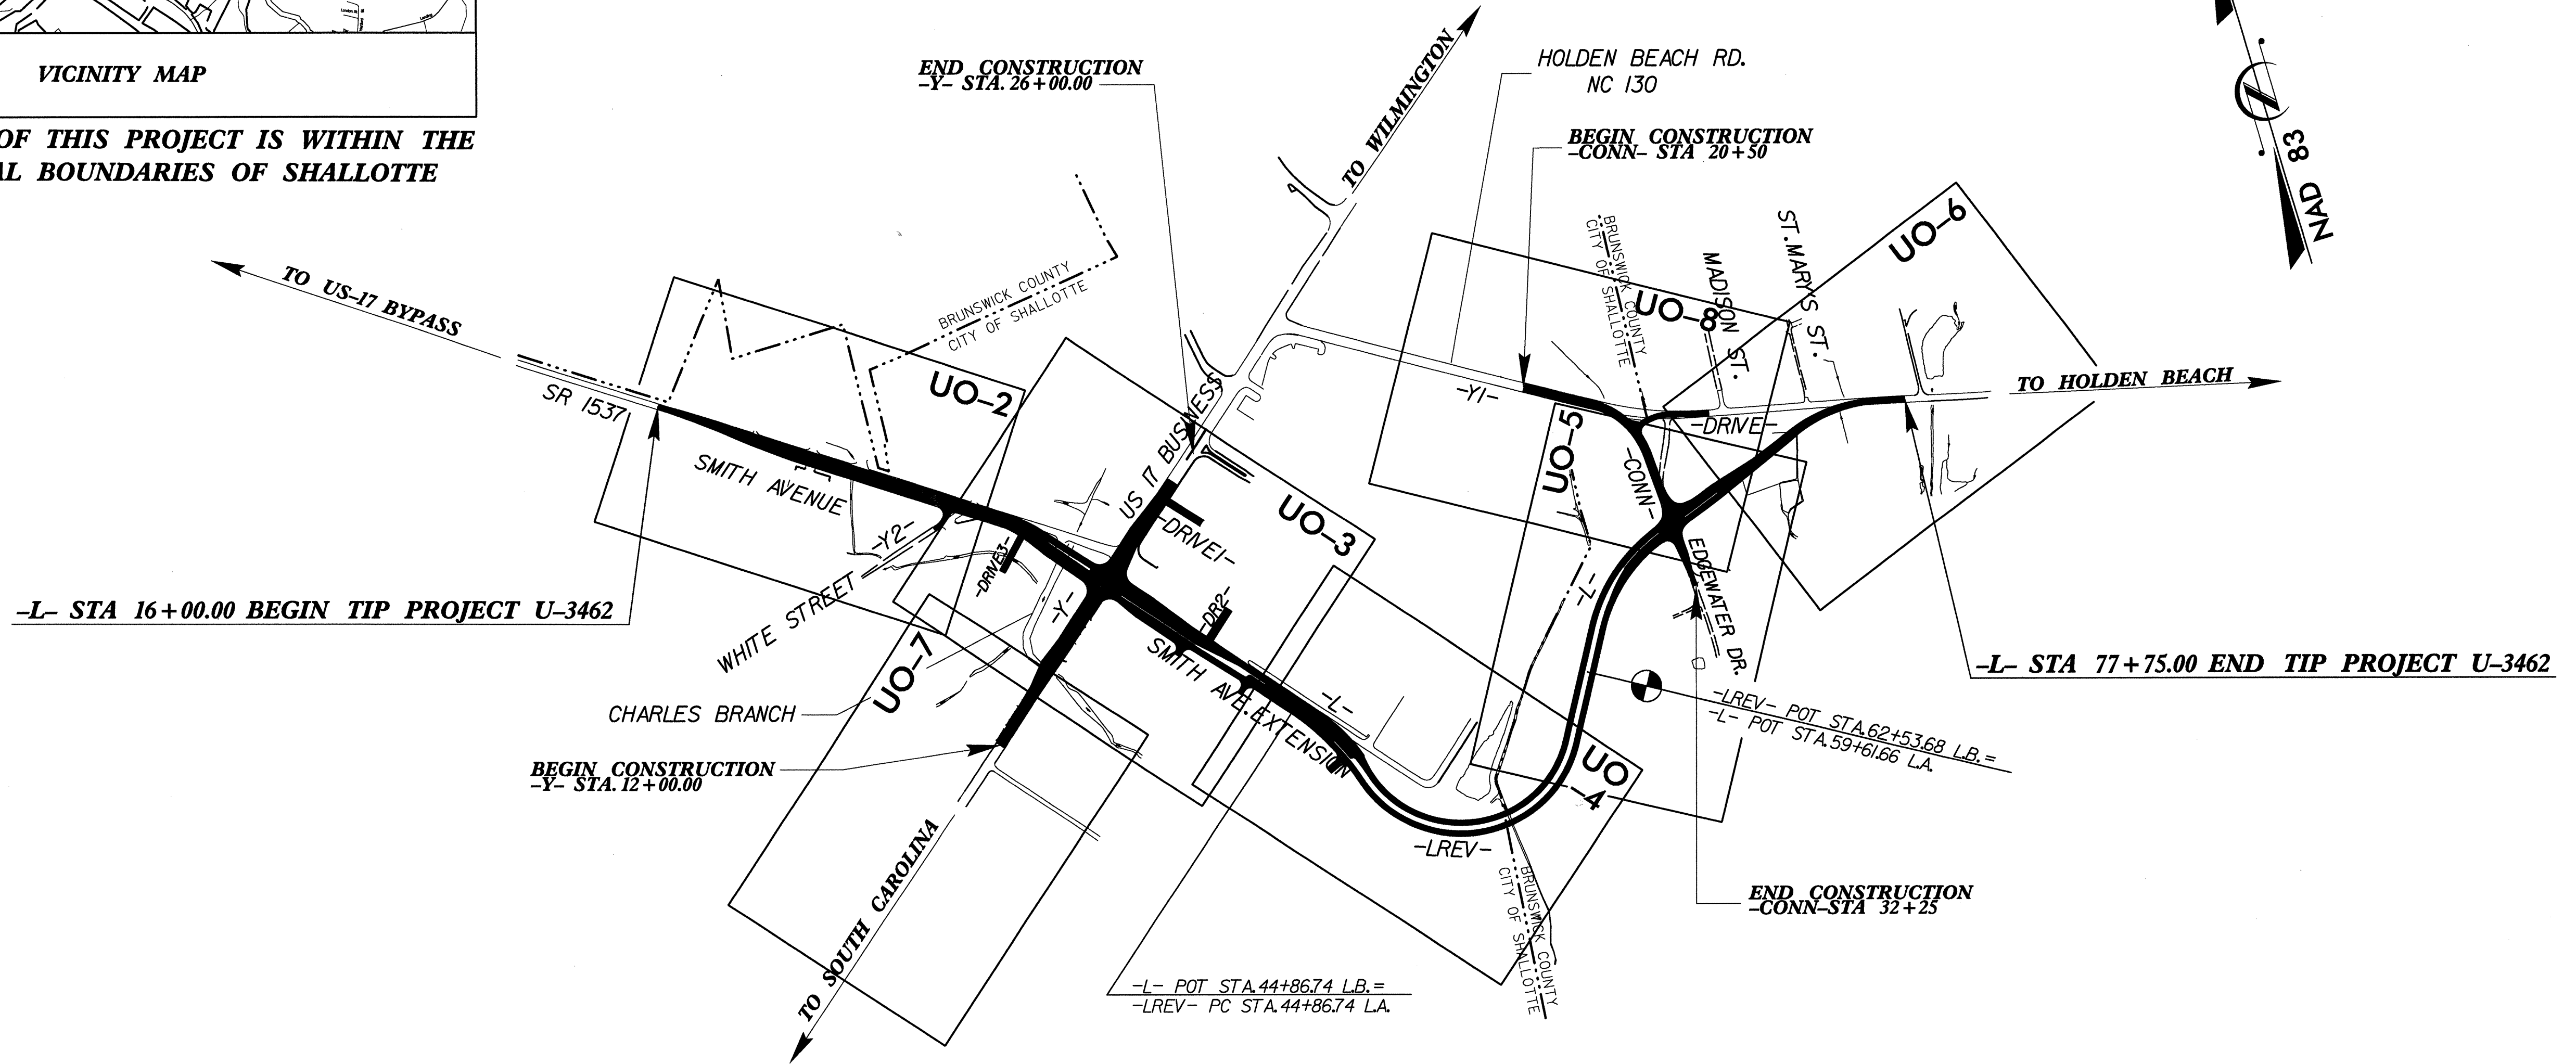 VICINITY MAP
OF THIS PROJECT IS WITHIN THE
AL BOUNDARIES OF SHALLOTTE
END CONSTRUCTION
-Y- STA. 26+00.00
TO WILMINGTON
HOLDEN BEACH RD.
NC 130
BEGIN CONSTRUCTION
-CONN- STA 20+50
NAD 83
TO US-17 BYPASS
BRUNSWICK COUNTY
CITY OF SHALLOTTE
SR 1537
UO-2
SMITH AVENUE
-Y2-
WHITE STREET
-DRIVE3-
-L- STA 16+00.00 BEGIN TIP PROJECT U-3462
US 17 BUSINESS
-DRIVE1-
UO-3
-Y-
-DR2-
SMITH AVE. EXTENSION
-L-
UO-7
CHARLES BRANCH
BEGIN CONSTRUCTION
-Y- STA. 12+00.00
TO SOUTH CAROLINA
-Y1-
BRUNSWICK COUNTY
CITY OF SHALLOTTE
UO-8
MADISON ST.
ST. MARY'S ST.
UO-6
TO HOLDEN BEACH
-DRIVE-
UO-5
-CONN-
-L-
EDGEWATER DR.
-L- STA 77+75.00 END TIP PROJECT U-3462
-LREV- POT STA. 62+53.68 L.B. =
-L- POT STA. 59+61.66 L.A.
UO
-4
-LREV-
BRUNSWICK COUNTY
CITY OF SHALLOTTE
END CONSTRUCTION
-CONN-STA 32+25
-L- POT STA. 44+86.74 L.B. =
-LREV- PC STA. 44+86.74 L.A.